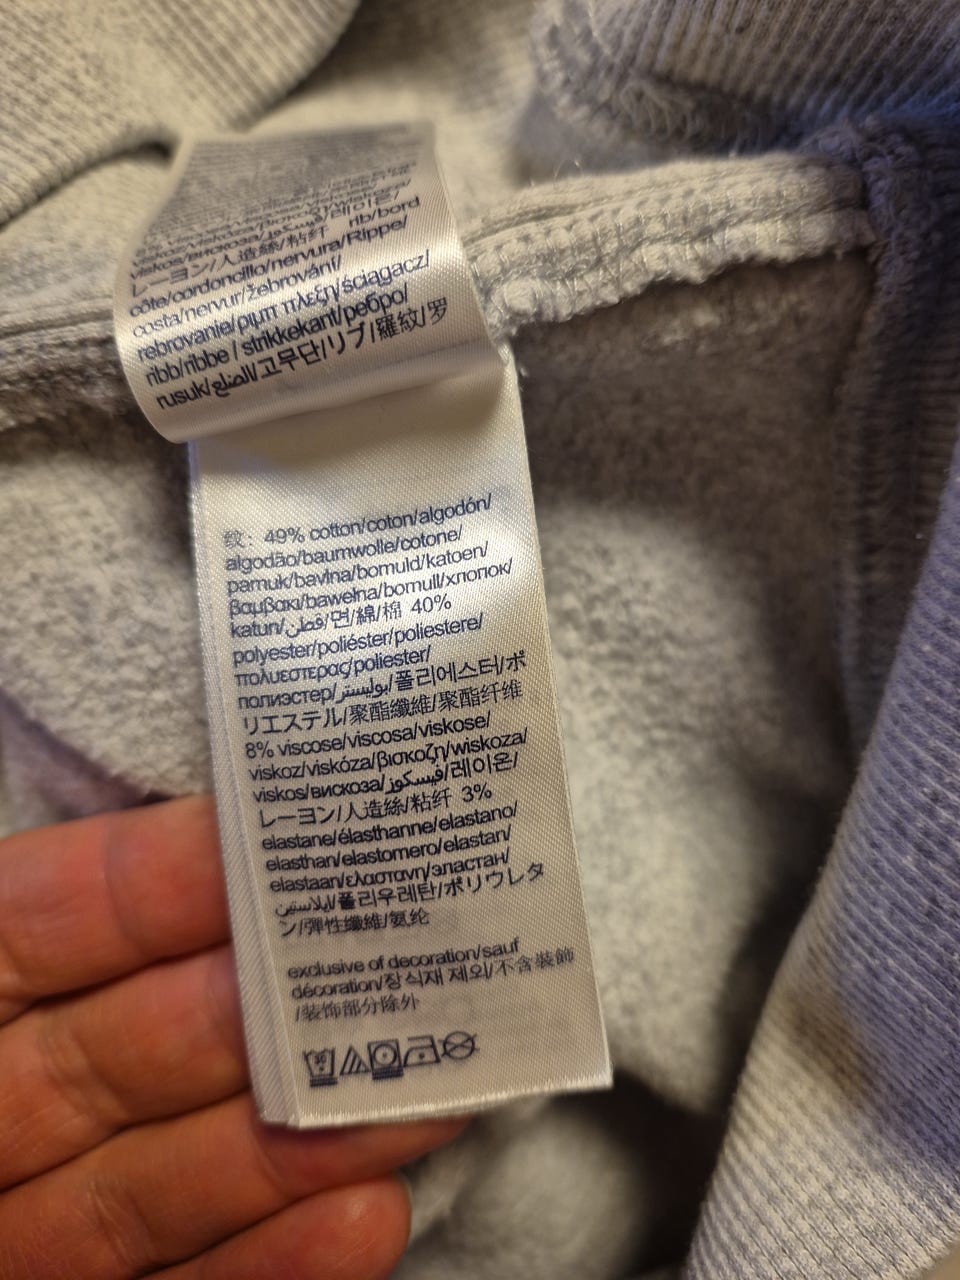 viskos/вискоза/فيسكوز/레이온/
レーヨン/人造絲/粘纤 rib/bord
côte/cordoncillo/nervura/Rippe/
costa/nervur/žebrování/
rebrovanie/ριμπ πλεξη/ściągacz/
ribb/ribbe / strikkekant/ребро/
rusuk/الضلع/고무단/リブ/羅紋/罗
纹: 49% cotton/coton/algodón/
algodão/baumwolle/cotone/
pamuk/bavlna/bomuld/katoen/
βαμβακι/bawełna/bomull/хлопок/
katun/قطن/면/綿/棉 40%
polyester/poliéster/poliestere/
πολυεστερας/poliester/
полиэстер/بوليستر/폴리에스터/ポ
リエステル/聚酯纖維/聚酯纤维
8% viscose/viscosa/viskose/
viskoz/viskóza/βισκοζη/wiskoza/
viskos/вискоза/فيسكوز/레이온/
レーヨン/人造絲/粘纤 3%
elastane/élasthanne/elastano/
elasthan/elastomero/elastan/
elastaan/ελαστανη/эластан/
ايلاستين/폴리우레탄/ポリウレタ
ン/彈性纖維/氨纶
exclusive of decoration/sauf
décoration/장식재 제외/不含裝飾
/装饰部分除外